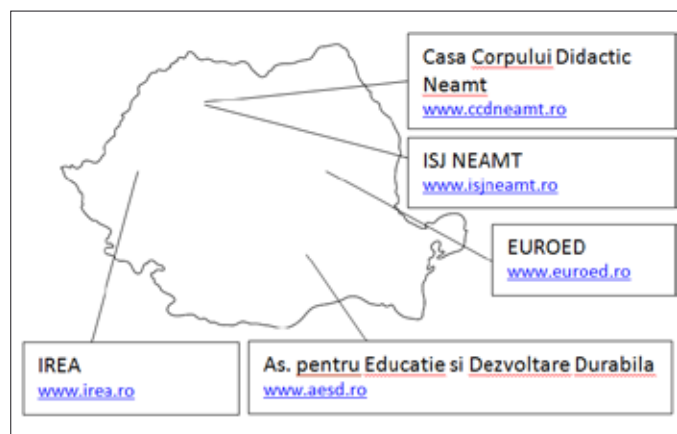 Casa Corpului Didactic
Neamt
www.ccdneamt.ro
ISJ NEAMT
www.isjneamt.ro
EUROED
www.euroed.ro
IREA
www.irea.ro
As. pentru Educatie si Dezvoltare Durabila
www.aesd.ro